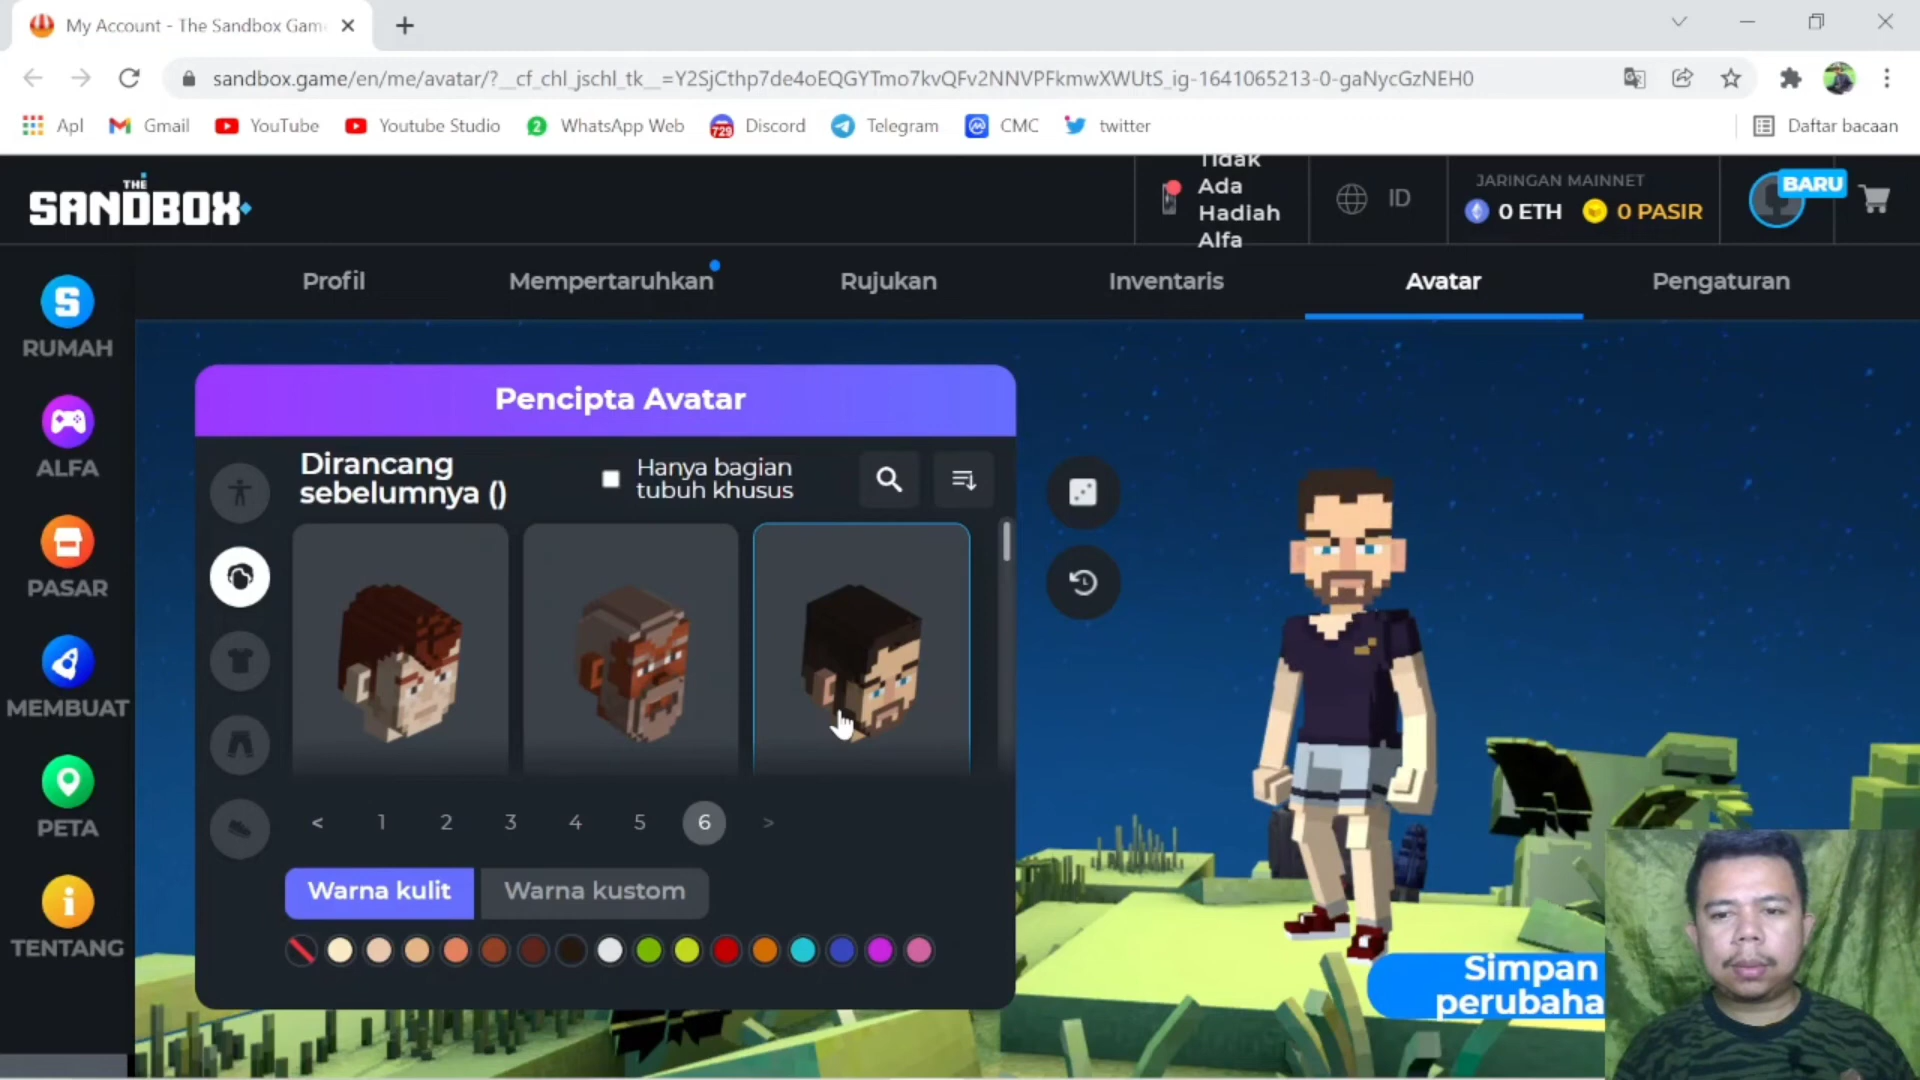 My Account - The Sandbox Gam
sandbox.game/en/me/avatar/?__cf_chl_jschl_tk__=Y2SjCthp7de4oEQGYTmo7kvQFv2NNVPFkmwXWUtS_ig-1641065213-0-gaNycGzNEH0
Apl Gmail YouTube Youtube Studio 2 WhatsApp Web 729 Discord Telegram CMC twitter Daftar bacaan
THE
SANDBOX
Tidak
Ada
Hadiah
Alfa
ID
JARINGAN MAINNET
0 ETH 0 PASIR
BARU
Profil Mempertaruhkan Rujukan Inventaris Avatar Pengaturan
S
RUMAH
ALFA
PASAR
MEMBUAT
PETA
i
TENTANG
Pencipta Avatar
Dirancang
sebelumnya ()
Hanya bagian
tubuh khusus
< 1 2 3 4 5 6 >
Warna kulit Warna kustom
Simpan
perubaha